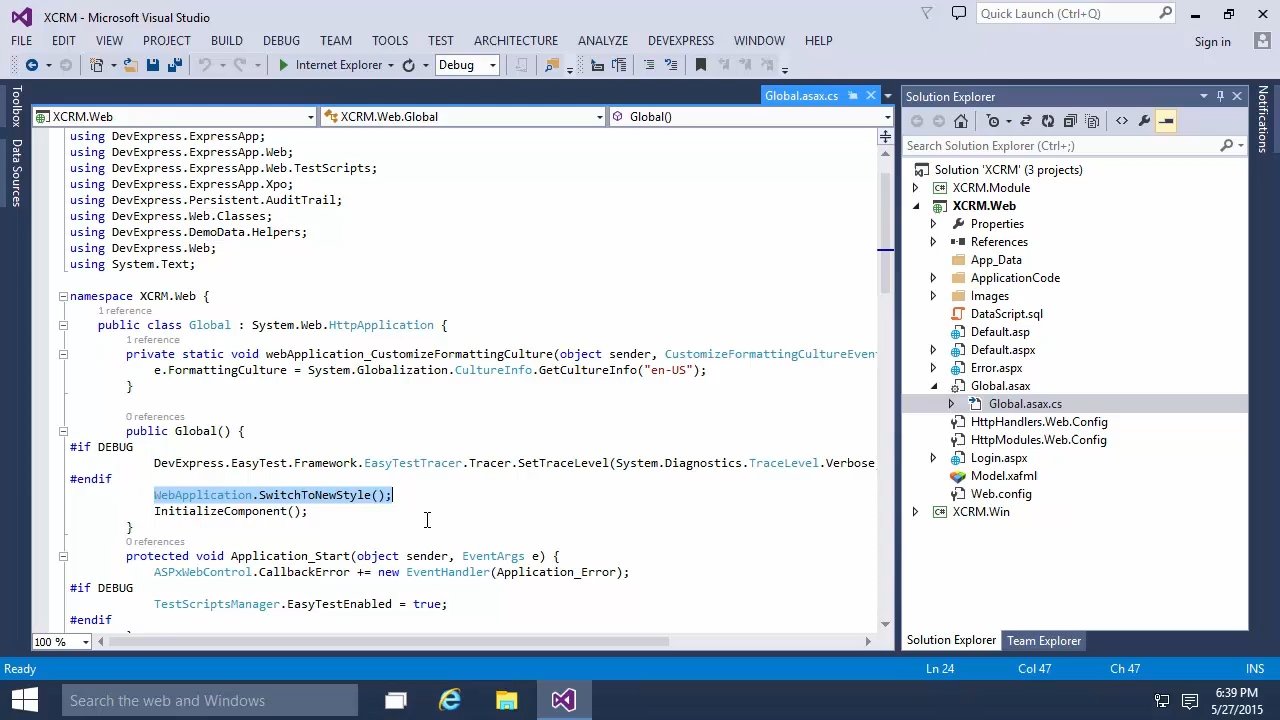 XCRM - Microsoft Visual Studio
Quick Launch (Ctrl+Q)
FILE EDIT VIEW PROJECT BUILD DEBUG TEAM TOOLS TEST ARCHITECTURE ANALYZE DEVEXPRESS WINDOW HELP
Sign in
Internet Explorer Debug
Toolbox
Data Sources
Global.asax.cs
XCRM.Web XCRM.Web.Global Global()
using DevExpress.ExpressApp;
using DevExpress.ExpressApp.Web;
using DevExpress.ExpressApp.Web.TestScripts;
using DevExpress.ExpressApp.Xpo;
using DevExpress.Persistent.AuditTrail;
using DevExpress.Web.Classes;
using DevExpress.DemoData.Helpers;
using DevExpress.Web;
using System.Text;
namespace XCRM.Web {
1 reference
public class Global : System.Web.HttpApplication {
1 reference
private static void webApplication_CustomizeFormattingCulture(object sender, CustomizeFormattingCultureEven
e.FormattingCulture = System.Globalization.CultureInfo.GetCultureInfo("en-US");
}
0 references
public Global() {
#if DEBUG
DevExpress.EasyTest.Framework.EasyTestTracer.Tracer.SetTraceLevel(System.Diagnostics.TraceLevel.Verbose
#endif
WebApplication.SwitchToNewStyle();
InitializeComponent();
}
0 references
protected void Application_Start(object sender, EventArgs e) {
ASPxWebControl.CallbackError += new EventHandler(Application_Error);
#if DEBUG
TestScriptsManager.EasyTestEnabled = true;
#endif
100 %
Solution Explorer
Search Solution Explorer (Ctrl+;)
Solution 'XCRM' (3 projects)
XCRM.Module
XCRM.Web
Properties
References
App_Data
ApplicationCode
Images
DataScript.sql
Default.asp
Default.aspx
Error.aspx
Global.asax
Global.asax.cs
HttpHandlers.Web.Config
HttpModules.Web.Config
Login.aspx
Model.xafml
Web.config
XCRM.Win
Solution Explorer Team Explorer
Notifications
Ready Ln 24 Col 47 Ch 47 INS
Search the web and Windows
6:39 PM
5/27/2015